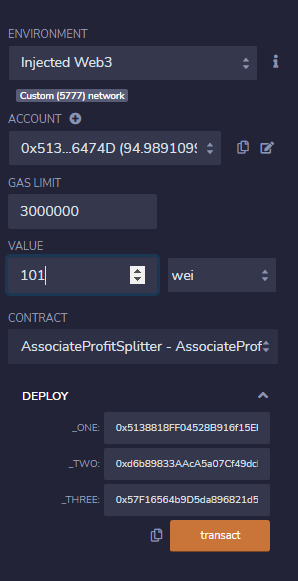 ENVIRONMENT
Injected Web3
Custom (5777) network
ACCOUNT
0x513...6474D (94.9891099
GAS LIMIT
3000000
VALUE
101 wei
CONTRACT
AssociateProfitSplitter - AssociateProf
DEPLOY
_ONE: 0x5138818FF04528B916f15E
_TWO: 0xd6b89833AAcA5a07Cf49dc
_THREE: 0x57F16564b9D5da896821d5
transact